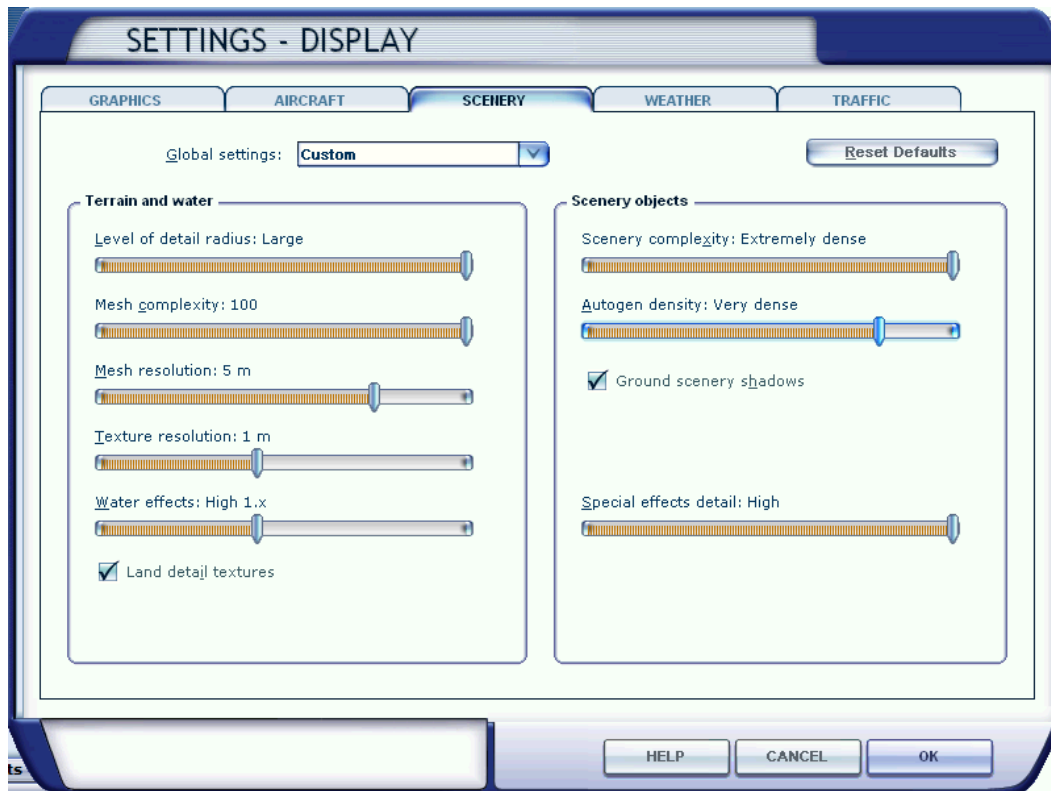 SETTINGS - DISPLAY
GRAPHICS AIRCRAFT SCENERY WEATHER TRAFFIC
Global settings: Custom
Reset Defaults
Terrain and water
Level of detail radius: Large
Mesh complexity: 100
Mesh resolution: 5 m
Texture resolution: 1 m
Water effects: High 1.x
Land detail textures
Scenery objects
Scenery complexity: Extremely dense
Autogen density: Very dense
Ground scenery shadows
Special effects detail: High
ts
HELP CANCEL OK